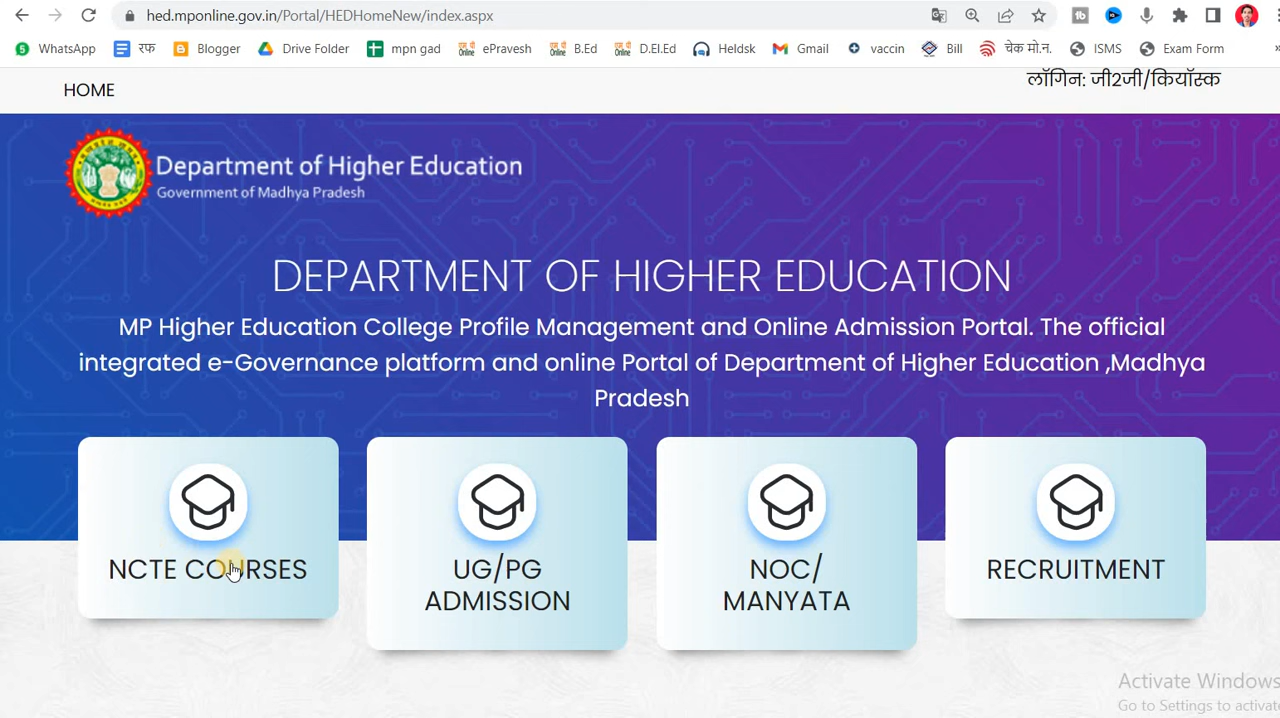 hed.mponline.gov.in/Portal/HEDHomeNew/index.aspx
WhatsApp रफ Blogger Drive Folder mpn gad ePravesh B.Ed D.El.Ed Heldsk Gmail vaccin Bill चेक मो.न. ISMS Exam Form »
HOME
लॉगिन: जी2जी/कियॉस्क
Department of Higher Education
Government of Madhya Pradesh
DEPARTMENT OF HIGHER EDUCATION
MP Higher Education College Profile Management and Online Admission Portal. The official
integrated e-Governance platform and online Portal of Department of Higher Education ,Madhya
Pradesh
NCTE COURSES
UG/PG
ADMISSION
NOC/
MANYATA
RECRUITMENT
Activate Windows
Go to Settings to activate